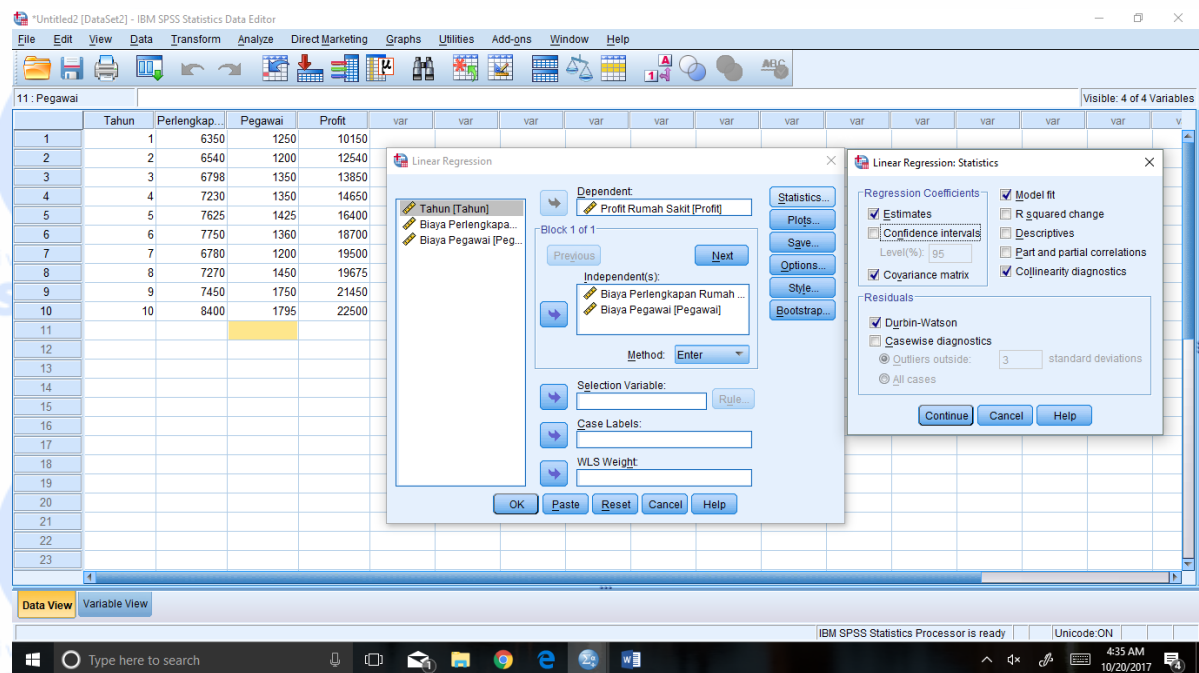 *Untitled2 [DataSet2] - IBM SPSS Statistics Data Editor
File Edit View Data Transform Analyze Direct Marketing Graphs Utilities Add-ons Window Help
11 : Pegawai
Visible: 4 of 4 Variables
Tahun Perlengkap... Pegawai Profit var var var var var var var var var var var
1 1 6350 1250 10150
2 2 6540 1200 12540
3 3 6798 1350 13850
4 4 7230 1350 14650
5 5 7625 1425 16400
6 6 7750 1360 18700
7 7 6780 1200 19500
8 8 7270 1450 19675
9 9 7450 1750 21450
10 10 8400 1795 22500
11
12
13
14
15
16
17
18
19
20
21
22
23
Linear Regression
Tahun [Tahun]
Biaya Perlengkapa...
Biaya Pegawai [Peg...
Dependent:
Profit Rumah Sakit [Profit]
Block 1 of 1
Previous Next
Independent(s):
Biaya Perlengkapan Rumah ...
Biaya Pegawai [Pegawai]
Method: Enter
Selection Variable:
Rule...
Case Labels:
WLS Weight:
Statistics...
Plots...
Save...
Options...
Style...
Bootstrap...
OK Paste Reset Cancel Help
Linear Regression: Statistics
Regression Coefficients
Estimates
Confidence intervals
Level(%): 95
Covariance matrix
Model fit
R squared change
Descriptives
Part and partial correlations
Collinearity diagnostics
Residuals
Durbin-Watson
Casewise diagnostics
Outliers outside: 3 standard deviations
All cases
Continue Cancel Help
Data View Variable View
IBM SPSS Statistics Processor is ready Unicode:ON
Type here to search
4:35 AM
10/20/2017